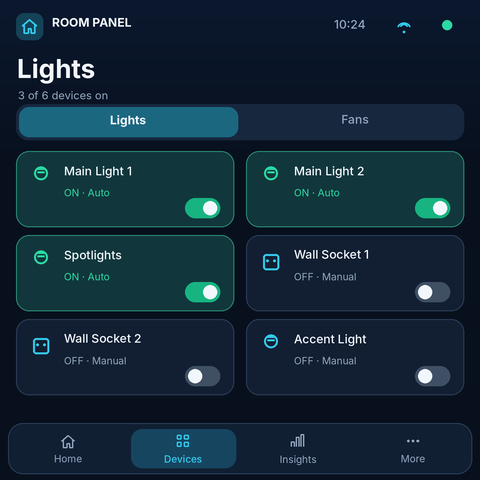 ROOM PANEL
10:24
Lights
3 of 6 devices on
Lights
Fans
Main Light 1
ON · Auto
Main Light 2
ON · Auto
Spotlights
ON · Auto
Wall Socket 1
OFF · Manual
Wall Socket 2
OFF · Manual
Accent Light
OFF · Manual
Home
Devices
Insights
More